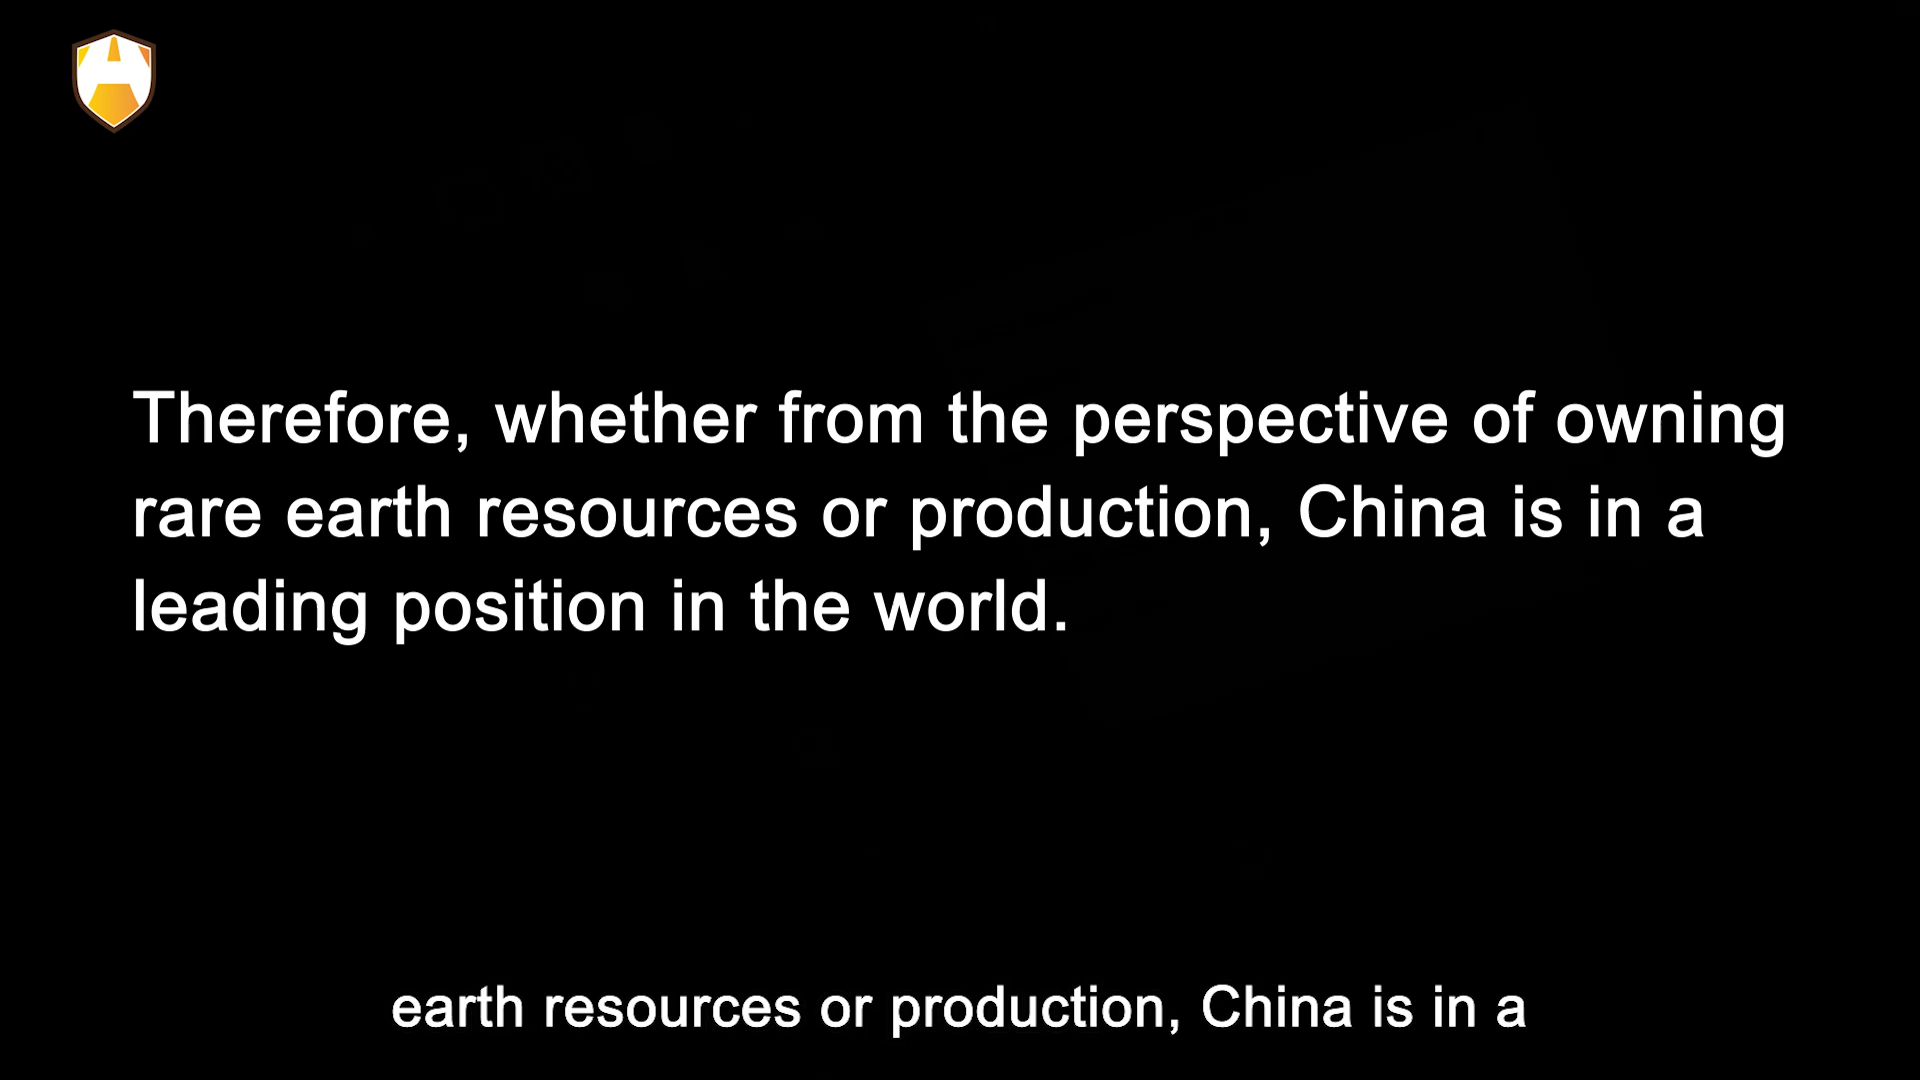 Therefore, whether from the perspective of owning
rare earth resources or production, China is in a
leading position in the world.
earth resources or production, China is in a